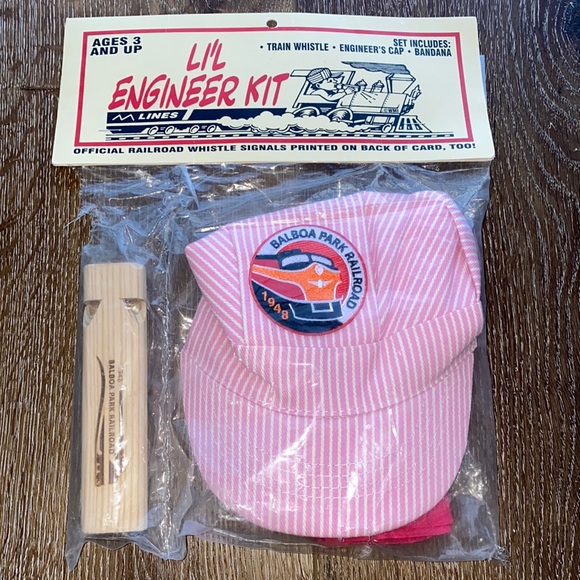 AGES 3
AND UP
LI'L
ENGINEER KIT
LINES
SET INCLUDES:
• TRAIN WHISTLE • ENGINEER'S CAP • BANDANA
OFFICIAL RAILROAD WHISTLE SIGNALS PRINTED ON BACK OF CARD, TOO!
BALBOA PARK RAILROAD
1948
BALBOA PARK RAILROAD